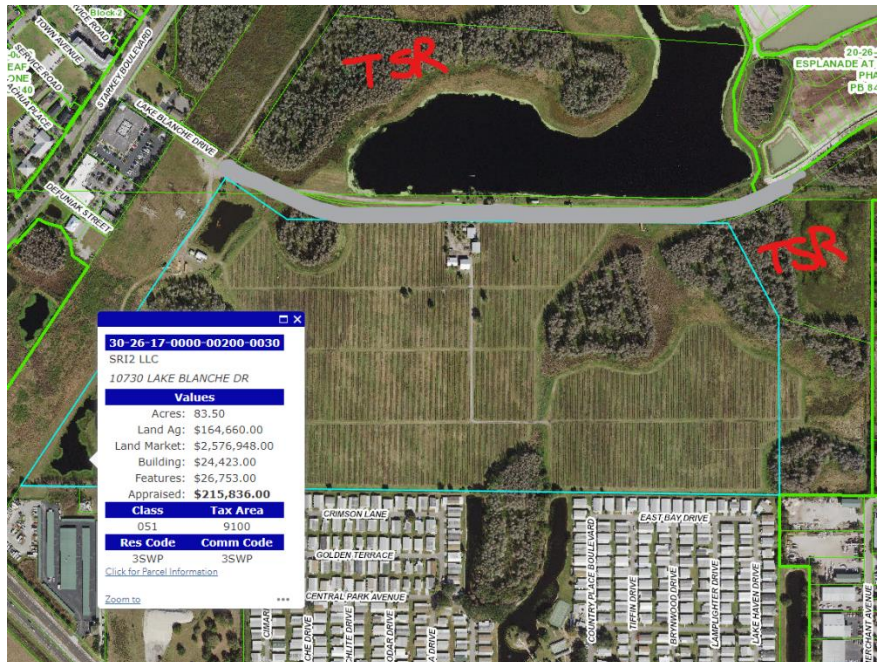 Block 2
TOWN AVENUE
SERVICE ROAD
STARKEY BOULEVARD
LAKE BLANCHE DRIVE
DEFUNIAK STREET
TSR
20-26-
ESPLANADE AT
PHA
PB 84
TSR
30-26-17-0000-00200-0030
SRI2 LLC
10730 LAKE BLANCHE DR
Values
Acres: 83.50
Land Ag: $164,660.00
Land Market: $2,576,948.00
Building: $24,423.00
Features: $26,753.00
Appraised: $215,836.00
Class Tax Area
051 9100
Res Code Comm Code
3SWP 3SWP
Click for Parcel Information
Zoom to
CRIMSON LANE
GOLDEN TERRACE
CENTRAL PARK AVENUE
EAST BAY DRIVE
COUNTRY PLACE BOULEVARD
TIFFIN DRIVE
BRYNWOOD DRIVE
LAMPLIGHTER DRIVE
LAKE HAVEN DRIVE
ERCHANT AVENUE